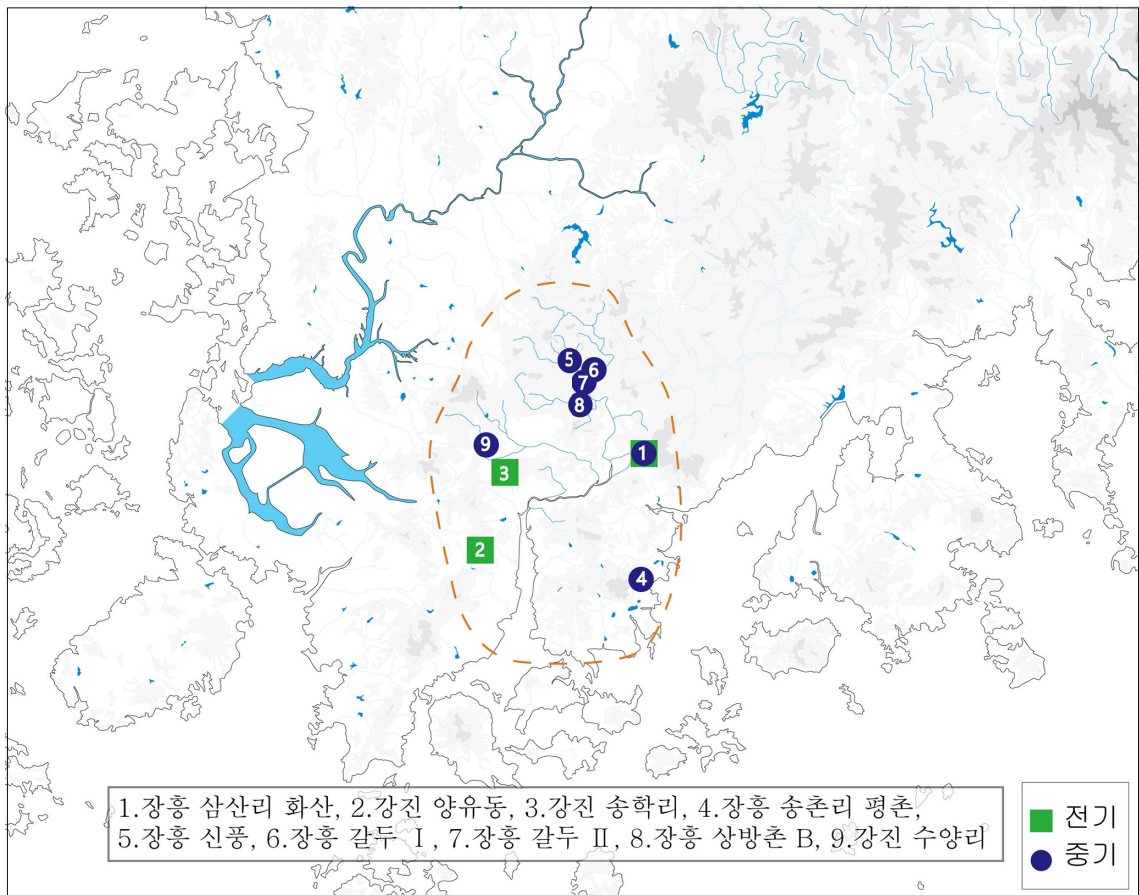 5
6
7
8
9
1
3
2
4
1.장흥 삼산리 화산, 2.강진 양유동, 3.강진 송학리, 4.장흥 송촌리 평촌,
5.장흥 신풍, 6.장흥 갈두 Ⅰ, 7.장흥 갈두 Ⅱ, 8.장흥 상방촌 B, 9.강진 수양리
전기
중기